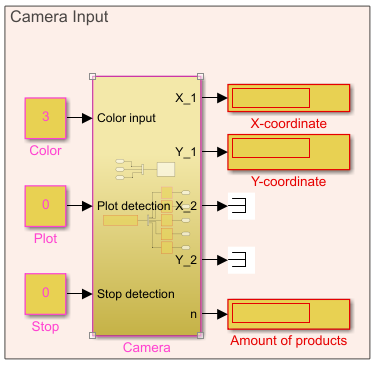 Camera Input
3
Color
0
Plot
0
Stop
Color input
Plot detection
Stop detection
X_1
Y_1
X_2
Y_2
n
Camera
X-coordinate
Y-coordinate
Amount of products